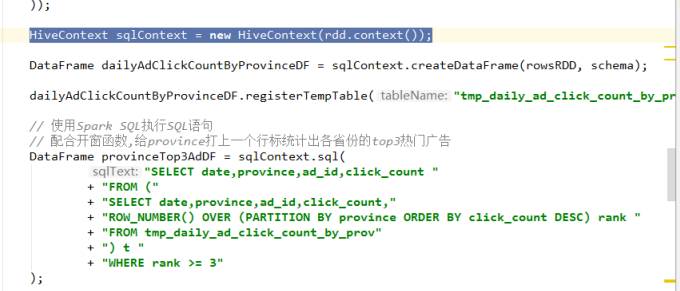 ));
HiveContext sqlContext = new HiveContext(rdd.context());
DataFrame dailyAdClickCountByProvinceDF = sqlContext.createDataFrame(rowsRDD, schema);
dailyAdClickCountByProvinceDF.registerTempTable( tableName: "tmp_daily_ad_click_count_by_pr
// 使用Spark SQL执行SQL语句
// 配合开窗函数,给province打上一个行标统计出各省份的top3热门广告
DataFrame provinceTop3AdDF = sqlContext.sql(
sqlText: "SELECT date,province,ad_id,click_count "
+ "FROM ("
+ "SELECT date,province,ad_id,click_count,"
+ "ROW_NUMBER() OVER (PARTITION BY province ORDER BY click_count DESC) rank "
+ "FROM tmp_daily_ad_click_count_by_prov"
+ ") t "
+ "WHERE rank >= 3"
);